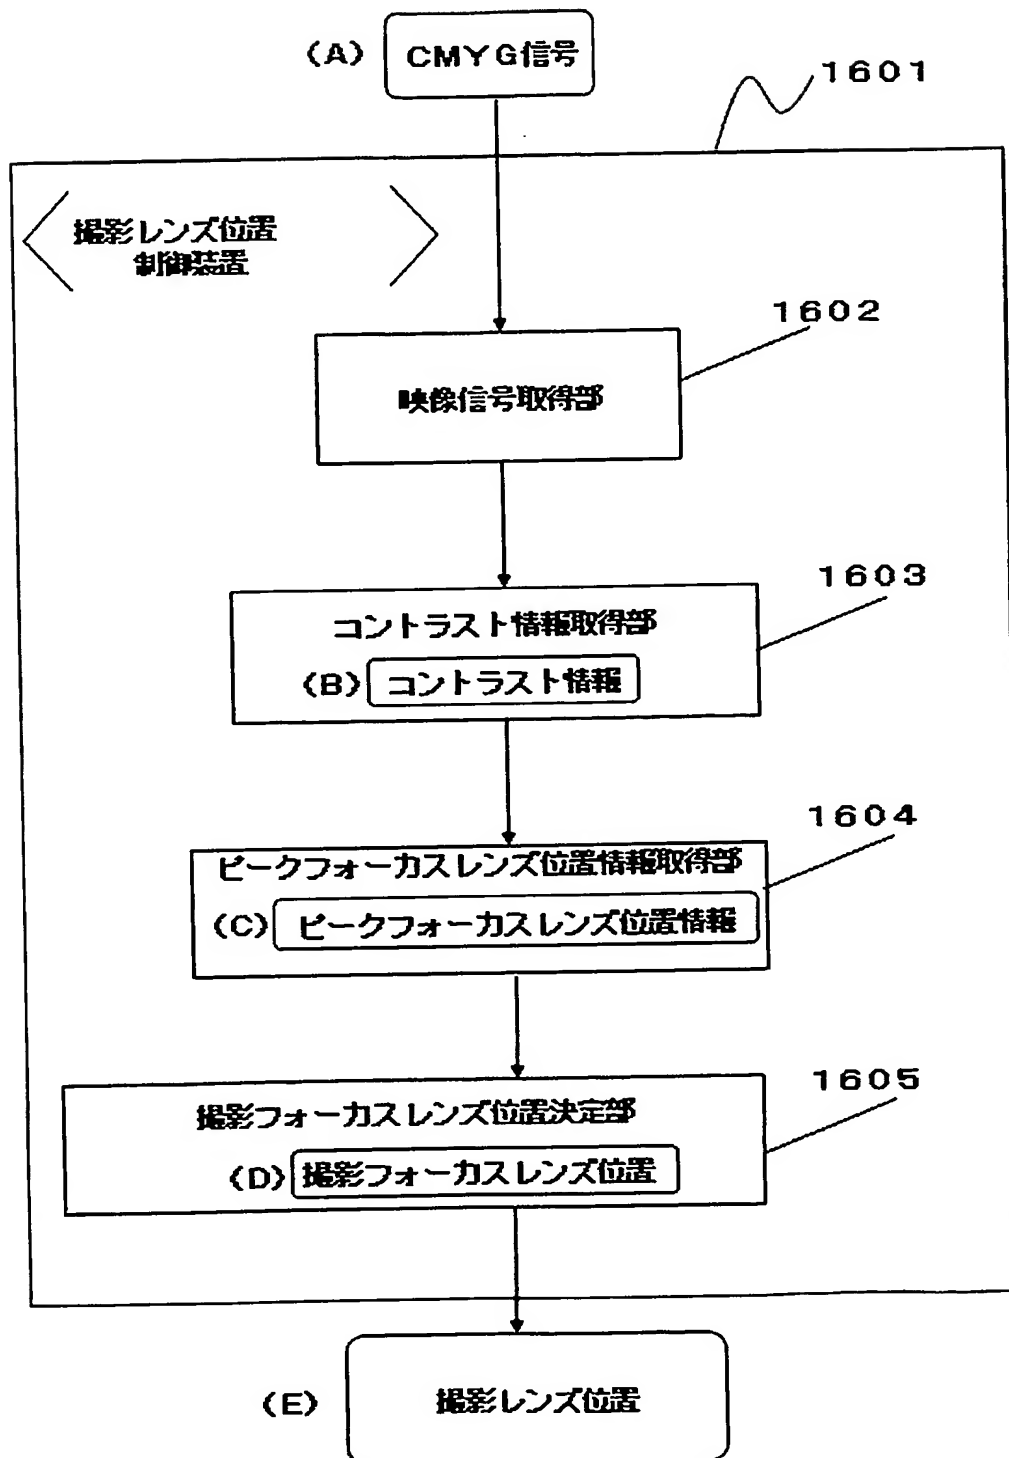 (A) CMYG信号
1601
撮影レンズ位置
制御装置
1602
映像信号取得部
1603
コントラスト情報取得部
(B) コントラスト情報
1604
ピークフォーカスレンズ位置情報取得部
(C) ピークフォーカスレンズ位置情報
1605
撮影フォーカスレンズ位置決定部
(D) 撮影フォーカスレンズ位置
(E) 撮影レンズ位置